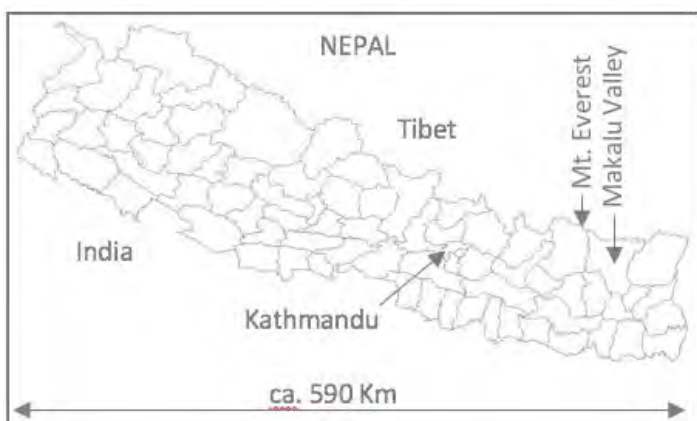 NEPAL
Mt. Everest
Makalu Valley
Tibet
India
Kathmandu
ca. 590 Km